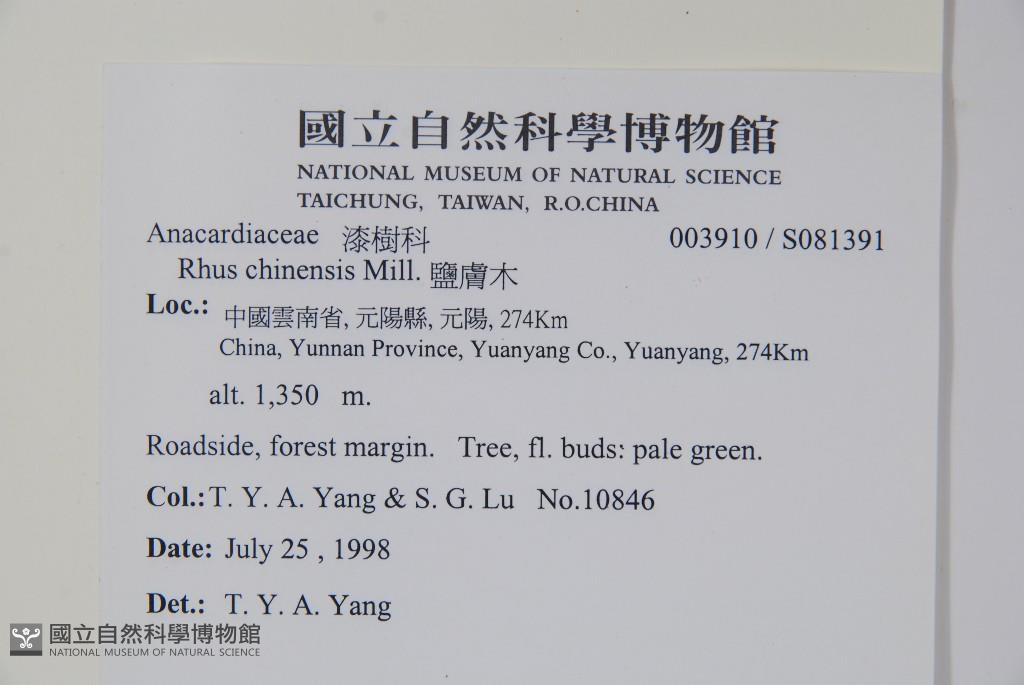 國立自然科學博物館
NATIONAL MUSEUM OF NATURAL SCIENCE
TAICHUNG, TAIWAN, R.O.CHINA
Anacardiaceae 漆樹科 003910 / S081391
Rhus chinensis Mill. 鹽膚木
Loc.: 中國雲南省, 元陽縣, 元陽, 274Km
China, Yunnan Province, Yuanyang Co., Yuanyang, 274Km
alt. 1,350 m.
Roadside, forest margin. Tree, fl. buds: pale green.
Col.: T. Y. A. Yang & S. G. Lu No.10846
Date: July 25 , 1998
Det.: T. Y. A. Yang
國立自然科學博物館
NATIONAL MUSEUM OF NATURAL SCIENCE